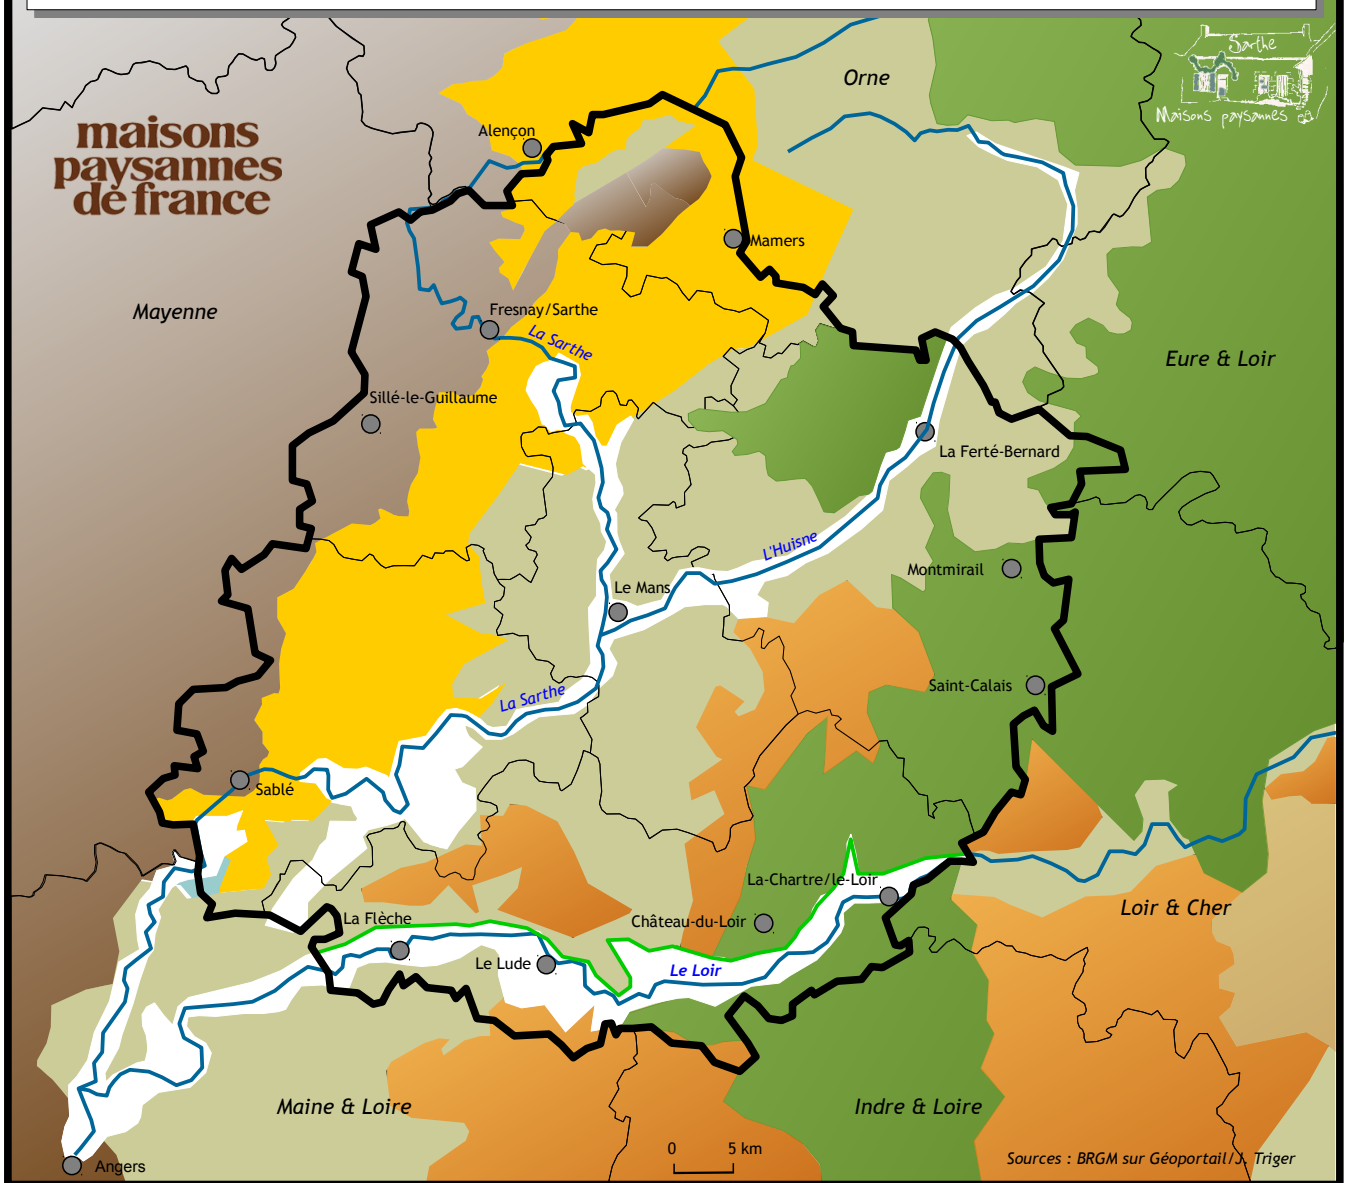 Sarthe
Maisons paysannes
Orne
maisons
paysannes
de france
Alençon
Mamers
Mayenne
Fresnay/Sarthe
La Sarthe
Eure & Loir
Sillé-le-Guillaume
La Ferté-Bernard
L'Huisne
Montmirail
Le Mans
Saint-Calais
La Sarthe
Sablé
La-Chartre/le-Loir
Loir & Cher
La Flèche
Château-du-Loir
Le Lude
Le Loir
Maine & Loire
Indre & Loire
0 5 km
Sources : BRGM sur Géoportail/J. Triger
Angers